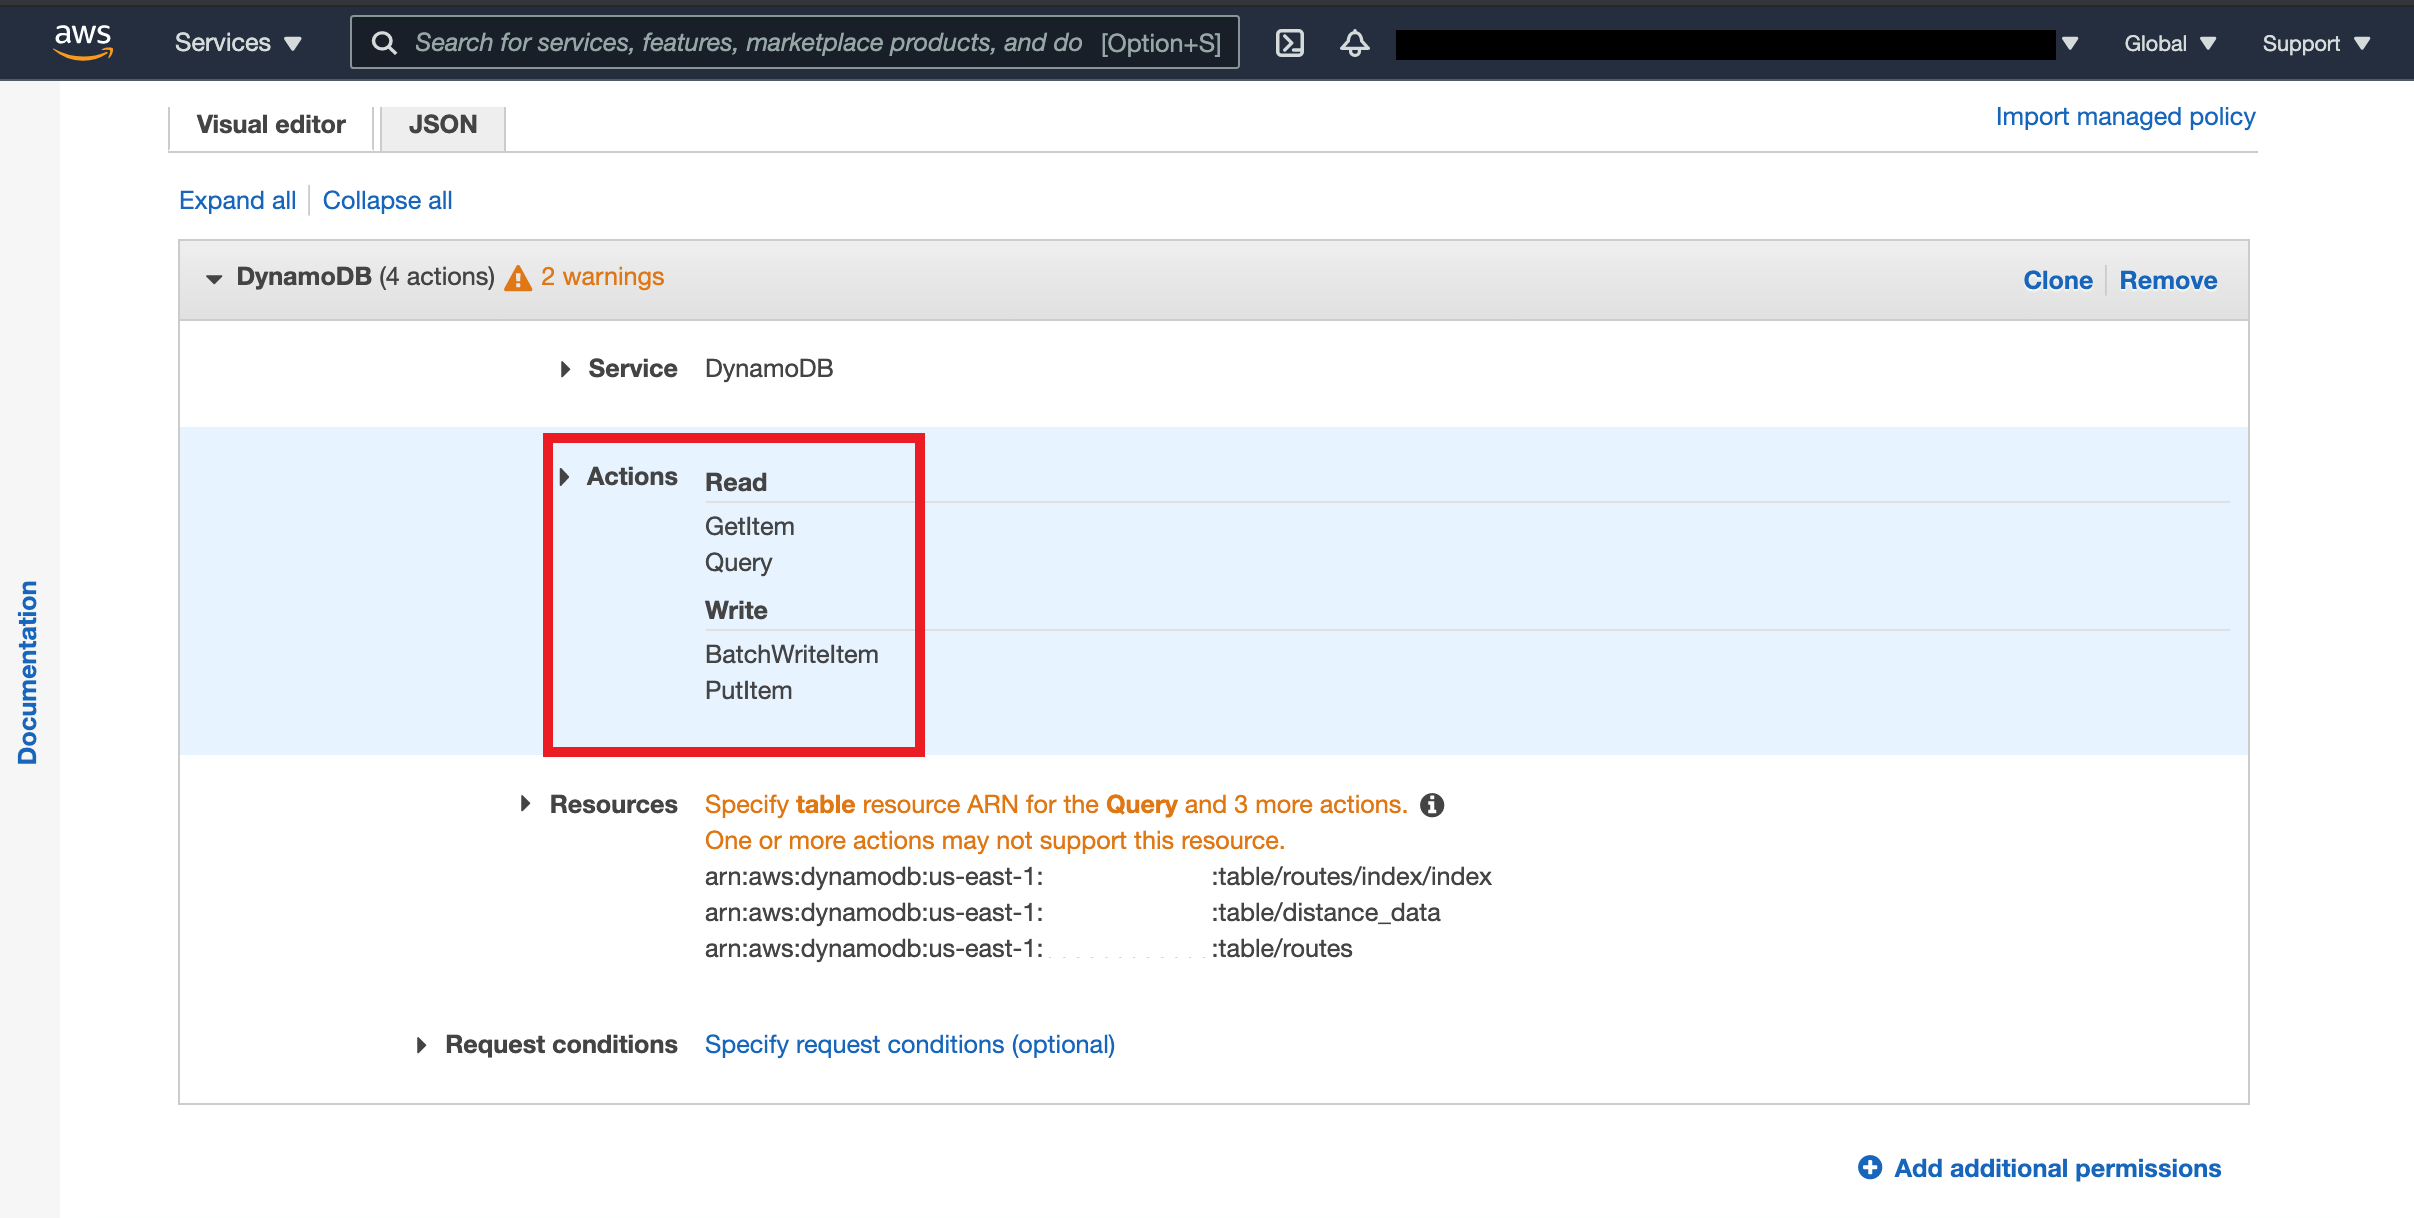 aws Services Search for services, features, marketplace products, and do [Option+S] Global Support
Visual editor JSON Import managed policy
Expand all Collapse all
DynamoDB (4 actions) 2 warnings Clone Remove
Service DynamoDB
Actions Read
GetItem
Query
Write
BatchWriteItem
PutItem
Documentation
Resources Specify table resource ARN for the Query and 3 more actions.
One or more actions may not support this resource.
arn:aws:dynamodb:us-east-1: :table/routes/index/index
arn:aws:dynamodb:us-east-1: :table/distance_data
arn:aws:dynamodb:us-east-1: :table/routes
Request conditions Specify request conditions (optional)
Add additional permissions